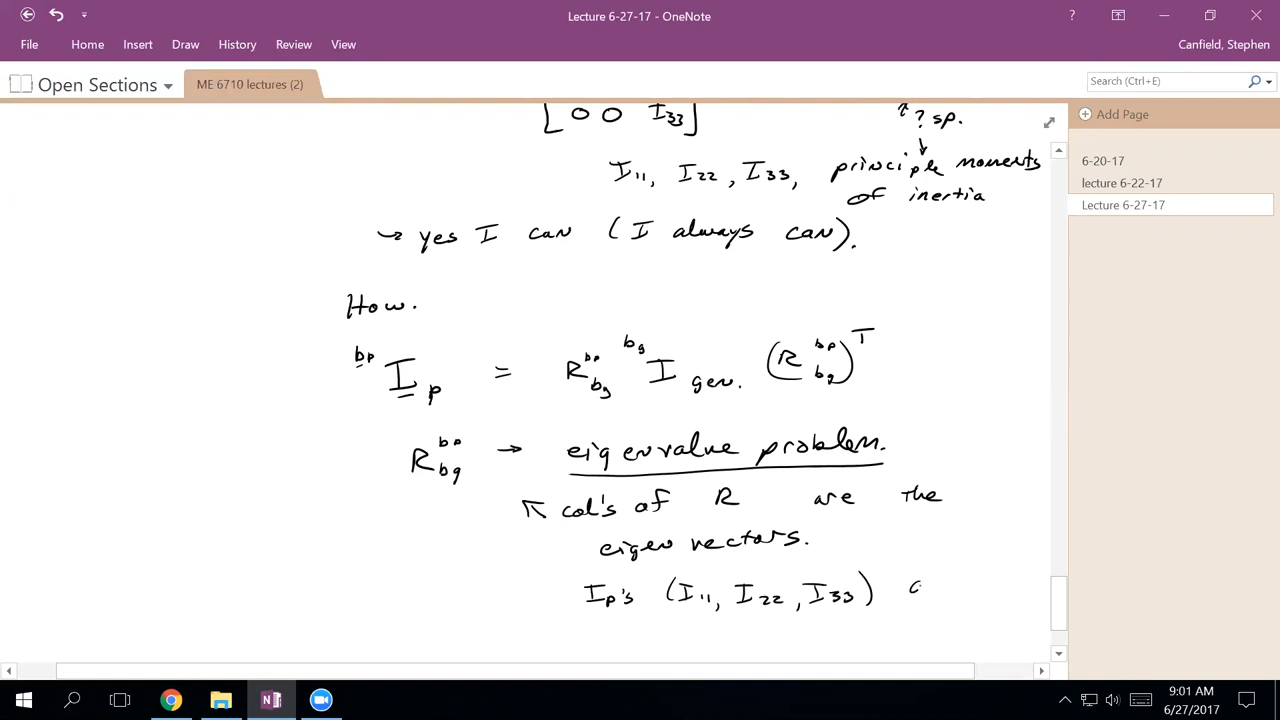 Lecture 6-27-17 - OneNote
?
File Home Insert Draw History Review View
Canfield, Stephen
Open Sections
ME 6710 lectures (2)
Search (Ctrl+E)
Add Page
6-20-17
lecture 6-22-17
Lecture 6-27-17
[ 0 0 I33 ]
↑ ? sp.
↓
I11, I22, I33, principle moments
of inertia
→ yes I can (I always can).
How.
bp I p = R bp bg bg I gen. (R bp bg) T
R bp bg → eigenvalue problem.
↖ col's of R are the
eigen vectors.
Ip's (I11, I22, I33)
9:01 AM
6/27/2017